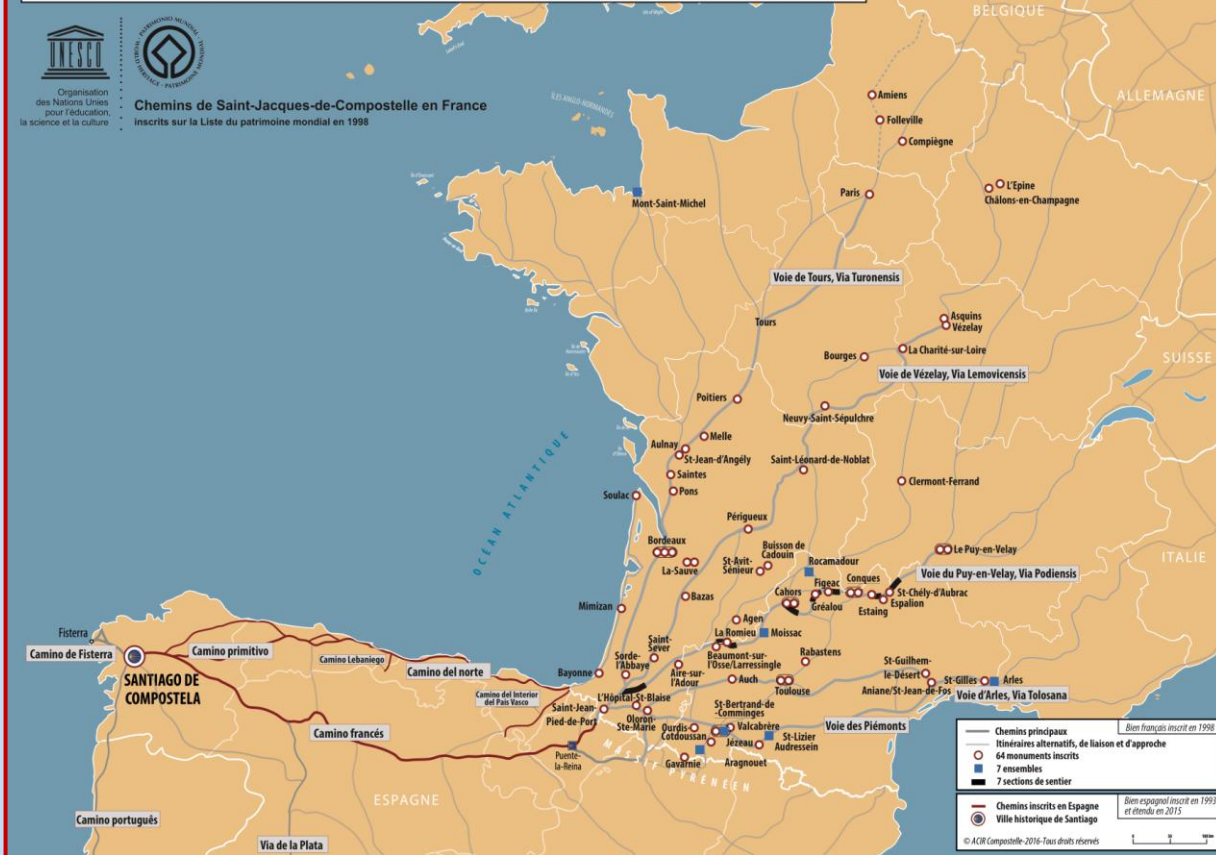 BELGIQUE
UNESCO
PATRIMONIO MUNDIAL
WORLD HERITAGE
PATRIMOINE MONDIAL
Organisation
des Nations Unies
pour l'éducation,
la science et la culture
Chemins de Saint-Jacques-de-Compostelle en France
inscrits sur la Liste du patrimoine mondial en 1998
ÎLES ANGLO-NORMANDES
ALLEMAGNE
Amiens
Folleville
Compiègne
Paris
L'Epine
Châlons-en-Champagne
Mont-Saint-Michel
Voie de Tours, Via Turonensis
Tours
Asquins
Vézelay
La Charité-sur-Loire
Bourges
SUISSE
Voie de Vézelay, Via Lemovicensis
Poitiers
Neuvy-Saint-Sépulchre
Melle
Aulnay
St-Jean-d'Angély
Saintes
Saint-Léonard-de-Noblat
Pons
Clermont-Ferrand
Soulac
OCÉAN ATLANTIQUE
Périgueux
Bordeaux
La-Sauve
St-Avit-
Sénieur
Buisson de
Cadouin
Rocamadour
Le Puy-en-Velay
ITALIE
Voie du Puy-en-Velay, Via Podiensis
Figeac
Conques
St-Chély-d'Aubrac
Espalion
Estaing
Gréalou
Cahors
Bazas
Mimizan
Agen
Moissac
La Romieu
Beaumont-sur-
l'Osse/Larressingle
Rabastens
Saint-
Sever
Sorde-
l'Abbaye
Aire-sur-
l'Adour
Auch
Toulouse
St-Guilhem-
le-Désert
Aniane/St-Jean-de-Fos
St-Gilles
Arles
Voie d'Arles, Via Tolosana
Bayonne
L'Hôpital-St-Blaise
Saint-Jean-
Pied-de-Port
Oloron-
Ste-Marie
Ourdis
Cotdoussan
St-Bertrand-de
-Comminges
Valcabrère
Jézeau
St-Lizier
Audressein
Voie des Piémonts
Gavarnie
Aragnouet
MASSIF PYRÉNÉEN
Fisterra
Camino de Fisterra
SANTIAGO DE
COMPOSTELA
Camino primitivo
Camino Lebaniego
Camino del norte
Camino del Interior
del País Vasco
Camino francés
Puente-
la-Reina
ESPAGNE
Camino português
Via de la Plata
Chemins principaux
Bien français inscrit en 1998
Itinéraires alternatifs, de liaison et d'approche
64 monuments inscrits
7 ensembles
7 sections de sentier
Chemins inscrits en Espagne
Bien espagnol inscrit en 1993
et étendu en 2015
Ville historique de Santiago
© ACIR Compostelle-2016-Tous droits réservés